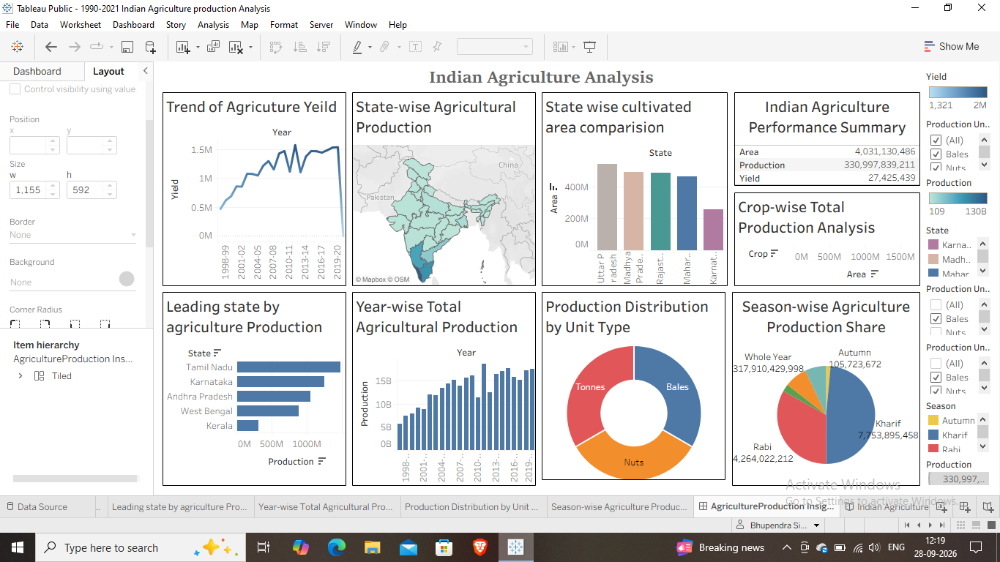 Tableau Public - 1990-2021 Indian Agriculture production Analysis
File Data Worksheet Dashboard Story Analysis Map Format Server Window Help
Show Me
Dashboard Layout
Control visibility using value
Position
x y
Size
w h
1,155 592
Border
None
Background
None
Corner Radius
Item hierarchy
AgricultureProduction Ins...
Tiled
Indian Agriculture Analysis
Trend of Agricuture Yeild
Year
Yield
1.5M
1M
0.5M
0M
1998-99
2001-02
2004-05
2007-08
2010-11
2013-14
2016-17
2019-20
State-wise Agricultural
Production
China
Pakistan
© Mapbox © OSM
State wise cultivated
area comparision
State
Area
400M
200M
0M
Uttar P
radesh
Madhya
Prade..
Rajast..
Mahar..
Karnat..
Indian Agriculture
Performance Summary
Area 4,031,130,486
Production 330,997,839,211
Yield 27,425,439
Crop-wise Total
Production Analysis
Crop
0M 500M 1000M 1500M
Area
Leading state by
agriculture Production
State
Tamil Nadu
Karnataka
Andhra Pradesh
West Bengal
Kerala
0M 500M 1000M
Production
Year-wise Total
Agricultural Production
Year
Production
15B
10B
5B
0B
1998-..
2001-..
2004-..
2007-..
2010-..
2013-..
2016-..
2019-..
Production Distribution
by Unit Type
Tonnes
Bales
Nuts
Season-wise Agriculture
Production Share
Autumn
105,723,672
Whole Year
317,910,429,998
Kharif
7,753,895,458
Rabi
4,264,022,212
Yield
1,321 2M
Production Un..
(All)
Bales
Nuts
Production
109 130B
State
Karna..
Madh..
Mahar
Production Un..
(All)
Bales
Nuts
Production Un..
(All)
Bales
Nuts
Season
Autumn
Kharif
Rabi
Production
330,997,..
Activate Windows
Go to Settings to activate Windows.
Data Source
..
Leading state by agriculture Pro...
Year-wise Total Agricultural Pro...
Production Distribution by Unit ...
Season-wise Agriculture Produc...
AgricultureProduction Insig...
Indian Agriculture
Bhupendra Si...
Type here to search
Breaking news
ENG
12:19
28-09-2026